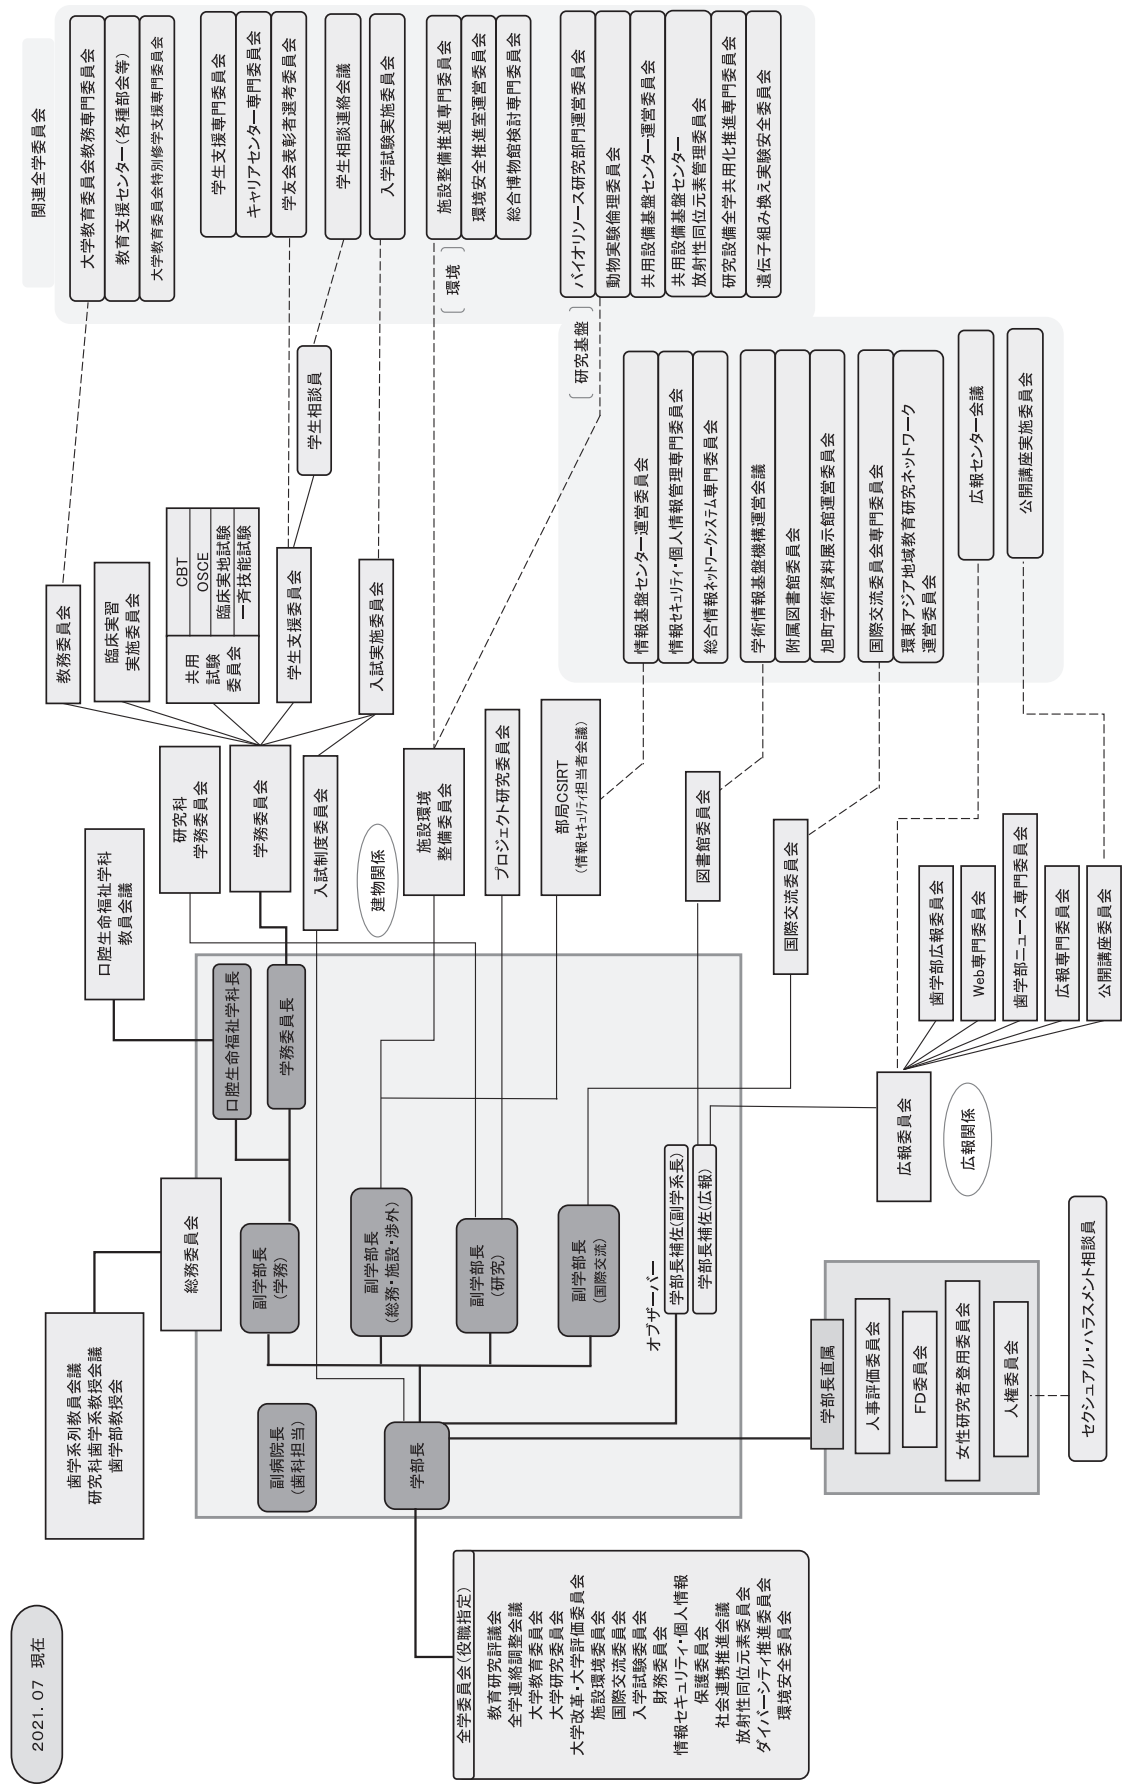 2021. 07 現在
歯学系列教員会議
研究科歯学系教授会議
歯学部教授会
総務委員会
口腔生命福祉学科
教員会議
研究科
学務委員会
学務委員会
入試制度委員会
建物関係
施設環境
整備委員会
プロジェクト研究委員会
部局CSIRT
(情報セキュリティ担当者会議)
図書館委員会
国際交流委員会
口腔生命福祉学科長
学務委員長
副学部長
(学務)
副学部長
(総務・施設・渉外)
副学部長
(研究)
副学部長
(国際交流)
副病院長
(歯科担当)
学部長
オブザーバー
学部長補佐(副学系長)
学部長補佐(広報)
全学委員会(役職指定)
教育研究評議会
全学連絡調整会議
大学教育委員会
大学研究委員会
大学改革・大学評価委員会
施設環境委員会
国際交流委員会
入学試験委員会
財務委員会
情報セキュリティ・個人情報
保護委員会
社会連携推進会議
放射性同位元素委員会
ダイバーシティ推進委員会
環境安全委員会
学部長直属
人事評価委員会
FD委員会
女性研究者登用委員会
人権委員会
セクシュアル・ハラスメント相談員
広報委員会
広報関係
歯学部広報委員会
Web専門委員会
歯学部ニュース専門委員会
広報専門委員会
公開講座委員会
教務委員会
臨床実習
実施委員会
共用
試験
委員会
CBT
OSCE
臨床実地試験
一斉技能試験
学生支援委員会
入試実施委員会
学生相談員
関連全学委員会
大学教育委員会教務専門委員会
教育支援センター(各種部会等)
大学教育委員会特別修学支援専門委員会
学生支援専門委員会
キャリアセンター専門委員会
学友会表彰者選考委員会
学生相談連絡会議
入学試験実施委員会
[環境]
施設整備推進専門委員会
環境安全推進室運営委員会
総合博物館検討専門委員会
[研究基盤]
バイオリソース研究部門運営委員会
動物実験倫理委員会
共用設備基盤センター運営委員会
共用設備基盤センター
放射性同位元素管理委員会
研究設備全学共用化推進専門委員会
遺伝子組み換え実験安全委員会
情報基盤センター運営委員会
情報セキュリティ・個人情報管理専門委員会
総合情報ネットワークシステム専門委員会
学術情報基盤機構運営会議
附属図書館委員会
旭町学術資料展示館運営委員会
国際交流委員会専門委員会
環東アジア地域教育研究ネットワーク
運営委員会
広報センター会議
公開講座実施委員会